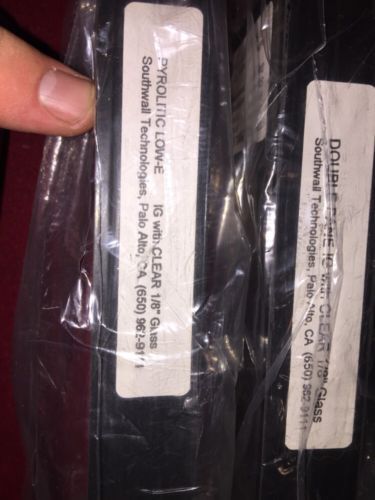 PYROLITIC LOW-E IG with CLEAR 1/8" Glass
Southwall Technologies, Palo Alto, CA (650) 962-9111
DOUBLE PANE IG with CLEAR 1/8" Glass
Southwall Technologies, Palo Alto, CA (650) 962-9111